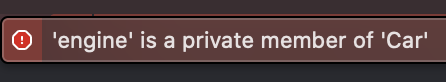 'engine' is a private member of 'Car'